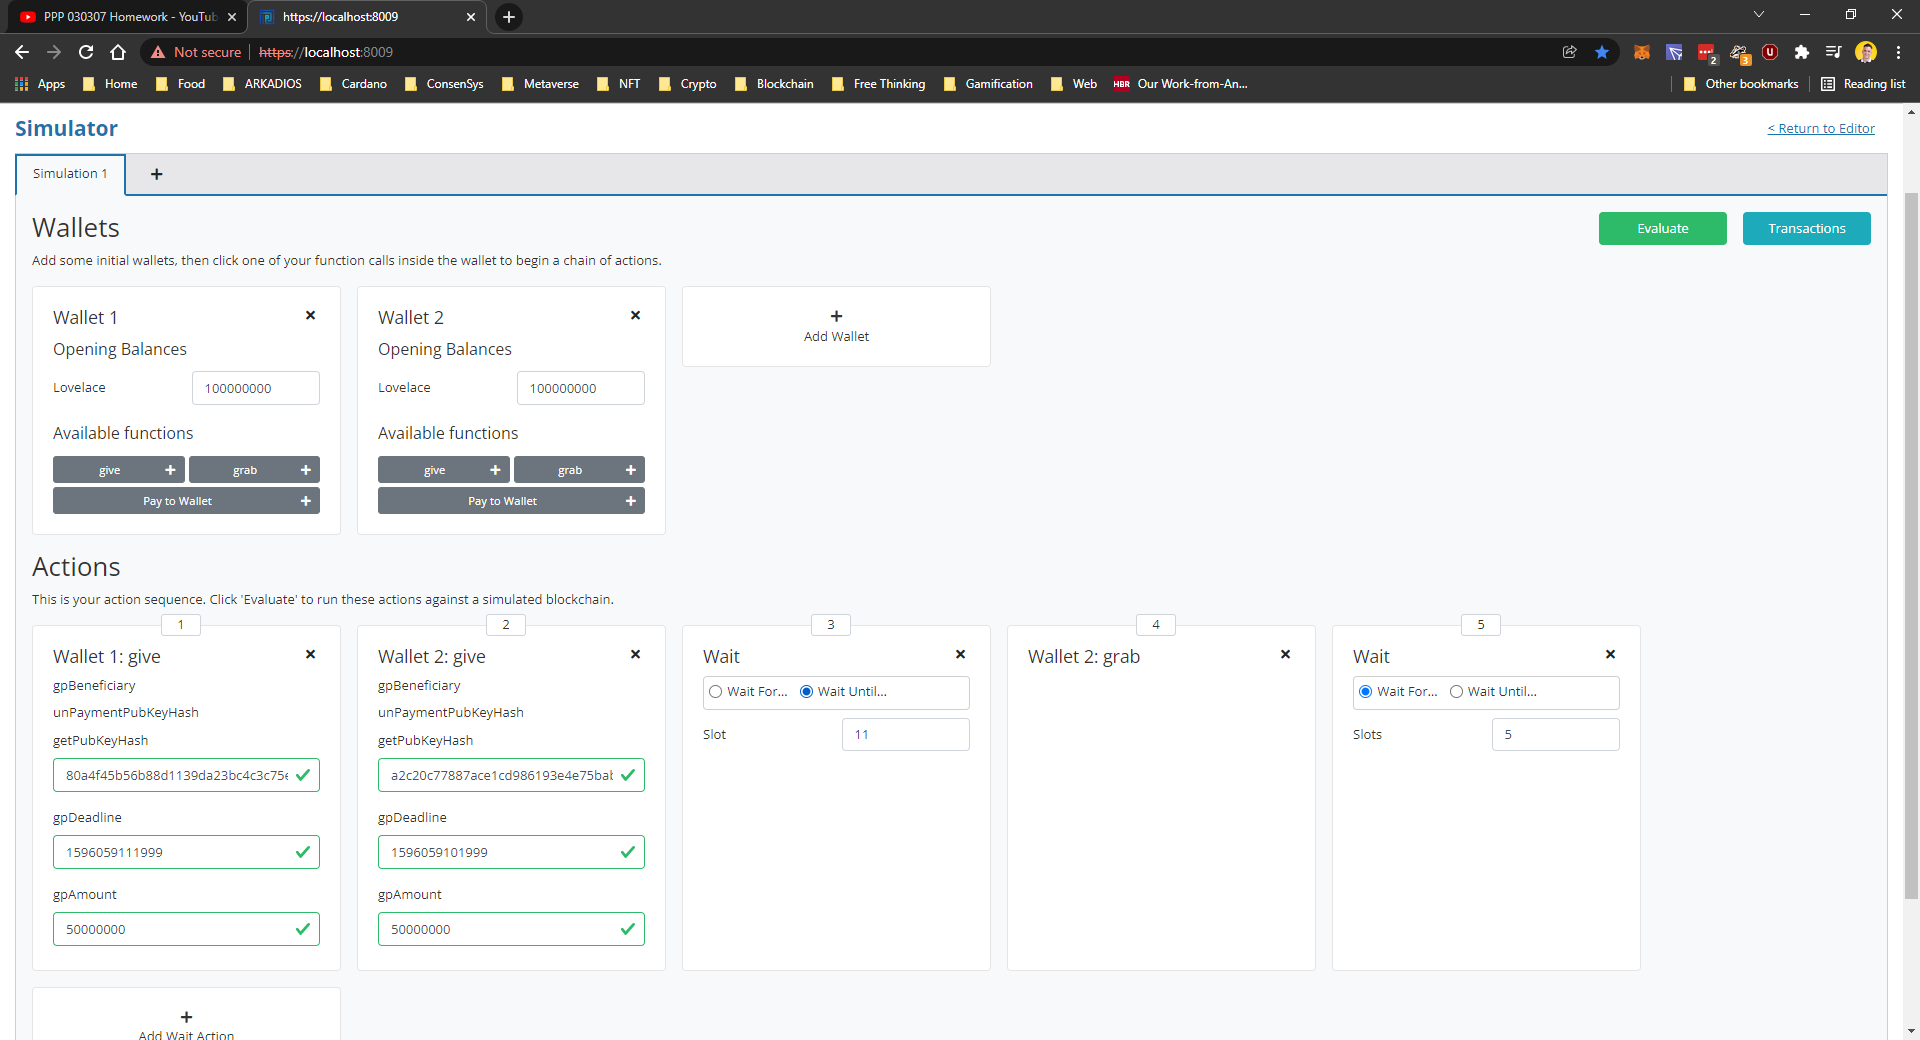 PPP 030307 Homework - YouTub
https://localhost:8009
Not secure
https://localhost:8009
2
3
Apps
Home
Food
ARKADIOS
Cardano
ConsenSys
Metaverse
NFT
Crypto
Blockchain
Free Thinking
Gamification
Web
HBR Our Work-from-An...
Other bookmarks
Reading list
Simulator
< Return to Editor
Simulation 1
+
Wallets
Evaluate
Transactions
Add some initial wallets, then click one of your function calls inside the wallet to begin a chain of actions.
Wallet 1
Opening Balances
Lovelace
100000000
Available functions
give +
grab +
Pay to Wallet +
Wallet 2
Opening Balances
Lovelace
100000000
Available functions
give +
grab +
Pay to Wallet +
+
Add Wallet
Actions
This is your action sequence. Click 'Evaluate' to run these actions against a simulated blockchain.
1
Wallet 1: give
gpBeneficiary
unPaymentPubKeyHash
getPubKeyHash
80a4f45b56b88d1139da23bc4c3c75e
gpDeadline
1596059111999
gpAmount
50000000
2
Wallet 2: give
gpBeneficiary
unPaymentPubKeyHash
getPubKeyHash
a2c20c77887ace1cd986193e4e75bab
gpDeadline
1596059101999
gpAmount
50000000
3
Wait
Wait For...
Wait Until...
Slot
11
4
Wallet 2: grab
5
Wait
Wait For...
Wait Until...
Slots
5
+
Add Wait Action